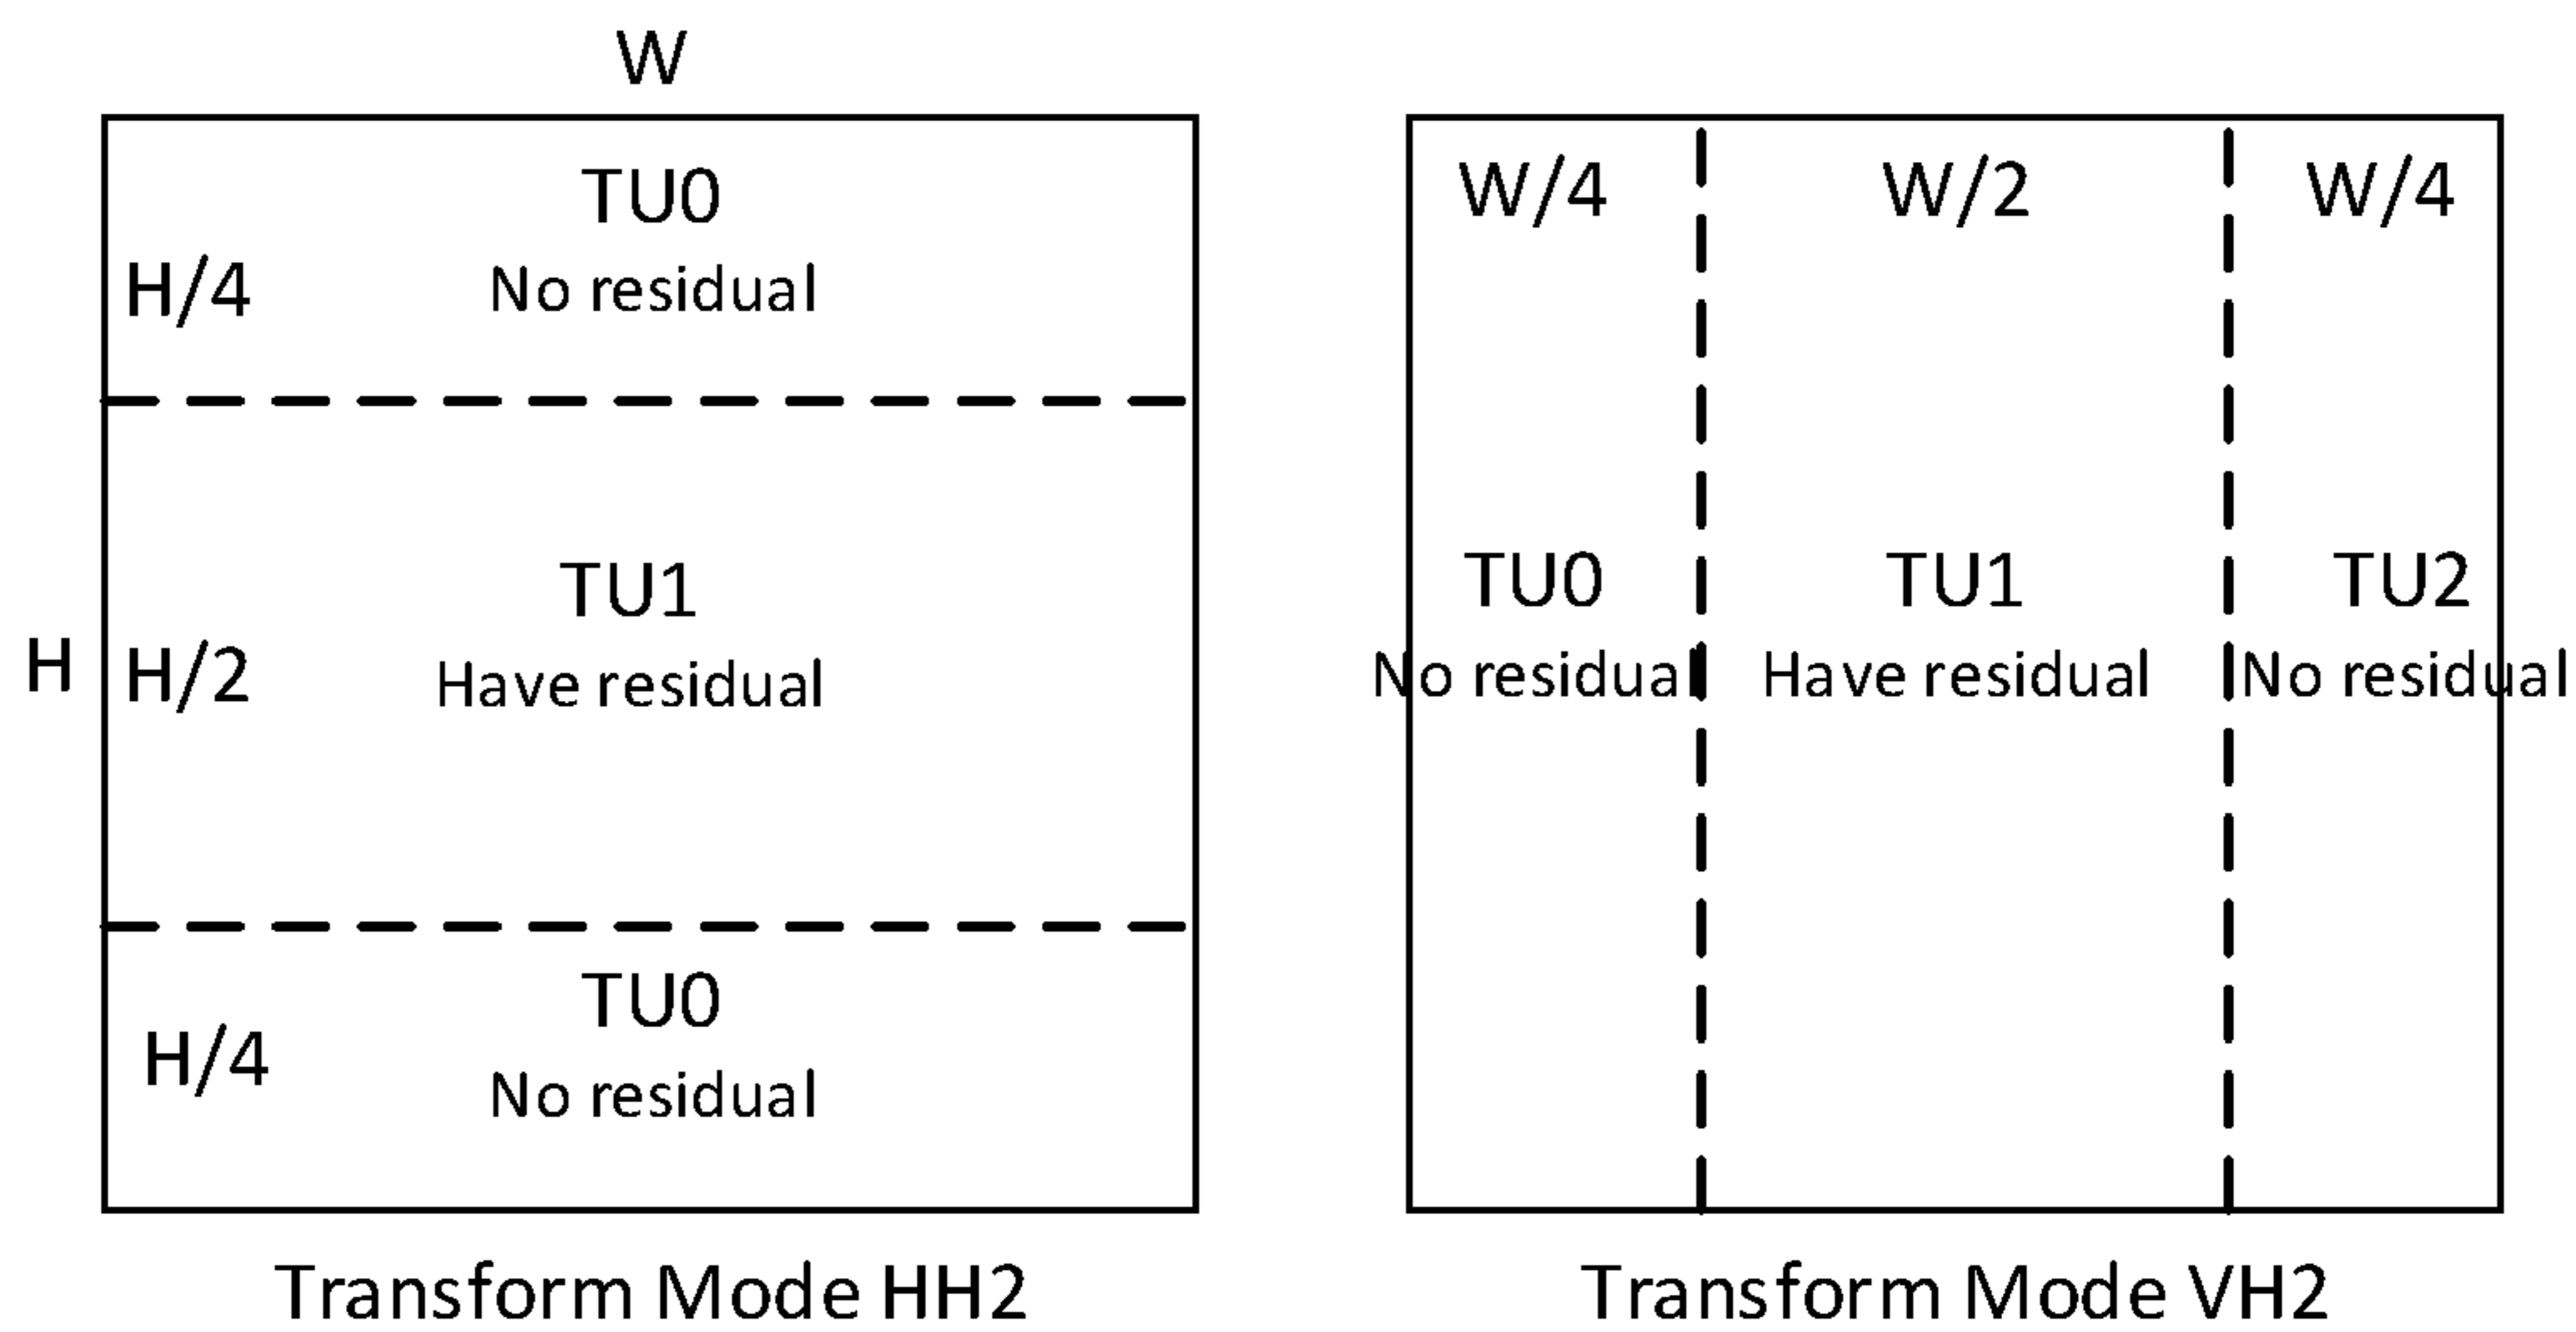 W
TU0
H/4
No residual
TU1
H
H/2
Have residual
TU0
H/4
No residual
Transform Mode HH2
W/4
W/2
W/4
TU0
TU1
TU2
No residual
Have residual
No residual
Transform Mode VH2